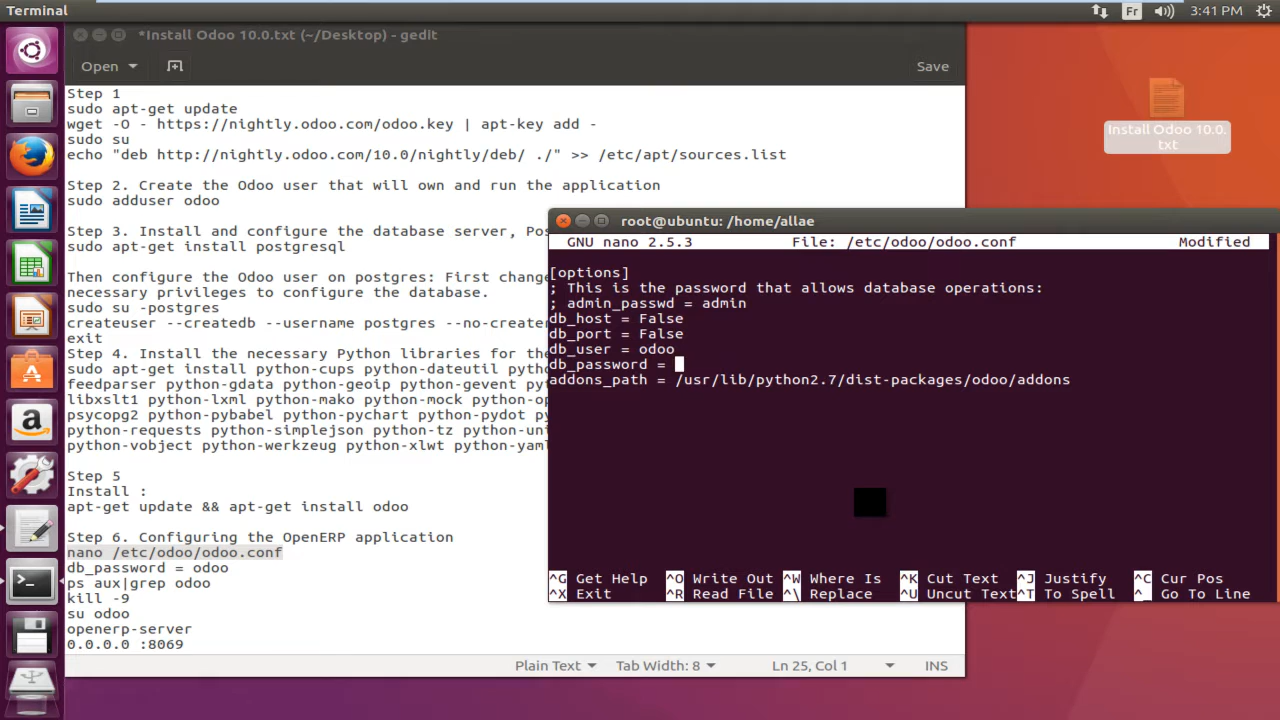 Terminal
Fr
3:41 PM
*Install Odoo 10.0.txt (~/Desktop) - gedit
Open
Save
Step 1
sudo apt-get update
wget -O - https://nightly.odoo.com/odoo.key | apt-key add -
sudo su
echo "deb http://nightly.odoo.com/10.0/nightly/deb/ ./" >> /etc/apt/sources.list
Step 2. Create the Odoo user that will own and run the application
sudo adduser odoo
Step 3. Install and configure the database server, Pos
sudo apt-get install postgresql
Then configure the Odoo user on postgres: First change
necessary privileges to configure the database.
sudo su -postgres
createuser --createdb --username postgres --no-creater
exit
Step 4. Install the necessary Python libraries for the
sudo apt-get install python-cups python-dateutil python
feedparser python-gdata python-geoip python-gevent py
libxslt1 python-lxml python-mako python-mock python-op
psycopg2 python-pybabel python-pychart python-pydot py
python-requests python-simplejson python-tz python-uni
python-vobject python-werkzeug python-xlwt python-yaml
Step 5
Install :
apt-get update && apt-get install odoo
Step 6. Configuring the OpenERP application
nano /etc/odoo/odoo.conf
db_password = odoo
ps aux|grep odoo
kill -9
su odoo
openerp-server
0.0.0.0 :8069
Plain Text
Tab Width: 8
Ln 25, Col 1
INS
Install Odoo 10.0.
txt
root@ubuntu: /home/allae
GNU nano 2.5.3 File: /etc/odoo/odoo.conf Modified
[options]
; This is the password that allows database operations:
; admin_passwd = admin
db_host = False
db_port = False
db_user = odoo
db_password =
addons_path = /usr/lib/python2.7/dist-packages/odoo/addons
^G Get Help ^O Write Out ^W Where Is ^K Cut Text ^J Justify ^C Cur Pos
^X Exit ^R Read File ^\ Replace ^U Uncut Text ^T To Spell ^_ Go To Line